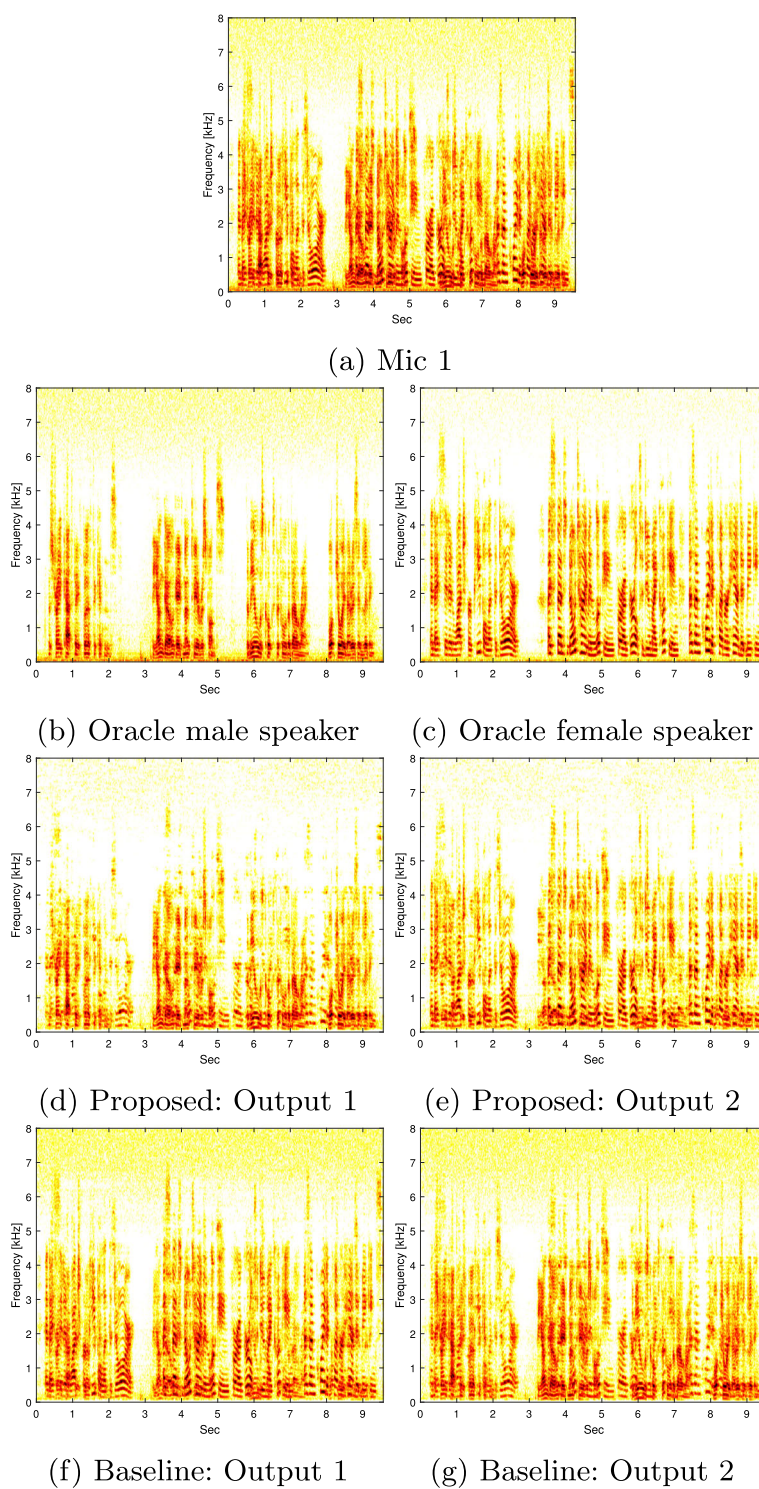 8
7
6
5
4
3
2
1
0
Frequency [kHz]
0 1 2 3 4 5 6 7 8 9
Sec
(a) Mic 1
8
7
6
5
4
3
2
1
0
Frequency [kHz]
0 1 2 3 4 5 6 7 8 9
Sec
(b) Oracle male speaker
8
7
6
5
4
3
2
1
0
Frequency [kHz]
0 1 2 3 4 5 6 7 8 9
Sec
(c) Oracle female speaker
8
7
6
5
4
3
2
1
0
Frequency [kHz]
0 1 2 3 4 5 6 7 8 9
Sec
(d) Proposed: Output 1
8
7
6
5
4
3
2
1
0
Frequency [kHz]
0 1 2 3 4 5 6 7 8 9
Sec
(e) Proposed: Output 2
8
7
6
5
4
3
2
1
0
Frequency [kHz]
0 1 2 3 4 5 6 7 8 9
Sec
(f) Baseline: Output 1
8
7
6
5
4
3
2
1
0
Frequency [kHz]
0 1 2 3 4 5 6 7 8 9
Sec
(g) Baseline: Output 2